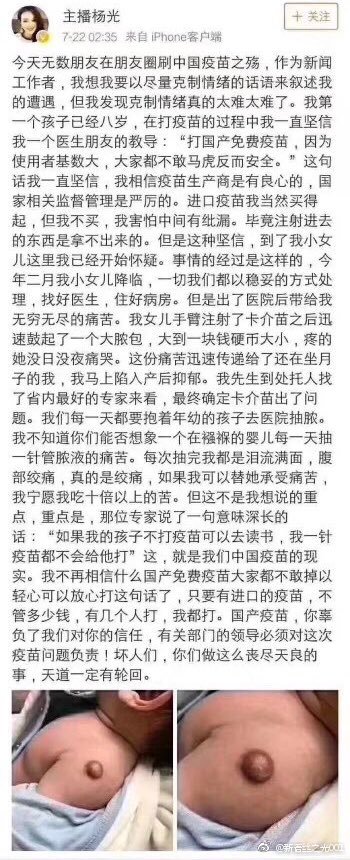 主播杨光
7-22 02:35 来自 iPhone客户端
+ 关注
今天无数朋友在朋友圈刷中国疫苗之殇，作为新闻
工作者，我想我要以尽量克制情绪的话语来叙述我
的遭遇，但我发现克制情绪真的太难太难了。我第
一个孩子已经八岁，在打疫苗的过程中我一直坚信
我一个医生朋友的教导：“打国产免费疫苗，因为
使用者基数大，大家都不敢马虎反而安全。”这句
话我一直坚信，我相信疫苗生产商是有良心的，国
家相关监督管理是严厉的。进口疫苗我当然买得
起，但我不买，我害怕中间有纰漏。毕竟注射进去
的东西是拿不出来的。但是这种坚信，到了我小女
儿这里我已经开始怀疑。事情的经过是这样的，今
年二月我小女儿降临，一切我们都以稳妥的方式处
理，找好医生，住好病房。但是出了医院后带给我
无穷无尽的痛苦。我女儿手臂注射了卡介苗之后迅
速鼓起了一个大脓包，大到一块钱硬币大小，疼的
她没日没夜痛哭。这份痛苦迅速传递给了还在坐月
子的我，我马上陷入产后抑郁。我先生到处托人找
了省内最好的专家来看，最终确定卡介苗出了问
题。我们每一天都要抱着年幼的孩子去医院抽脓。
我不知道你们能否想象一个在襁褓的婴儿每一天抽
一针管脓液的痛苦。每次抽完我都是泪流满面，腹
部绞痛，真的是绞痛，如果我可以替她承受痛苦，
我宁愿我吃十倍以上的苦。但这不是我想说的重
点，重点是，那位专家说了一句意味深长的
话：“如果我的孩子不打疫苗可以去读书，我一针
疫苗都不会给他打”这，就是我们中国疫苗的现
实。我不再相信什么国产免费疫苗大家都不敢掉以
轻心可以放心打这句话了，只要有进口的疫苗，不
管多少钱，有几个人打，我都打。国产疫苗，你辜
负了我们对你的信任，有关部门的领导必须对这次
疫苗问题负责！坏人们，你们做这么丧尽天良的
事，天道一定有轮回。